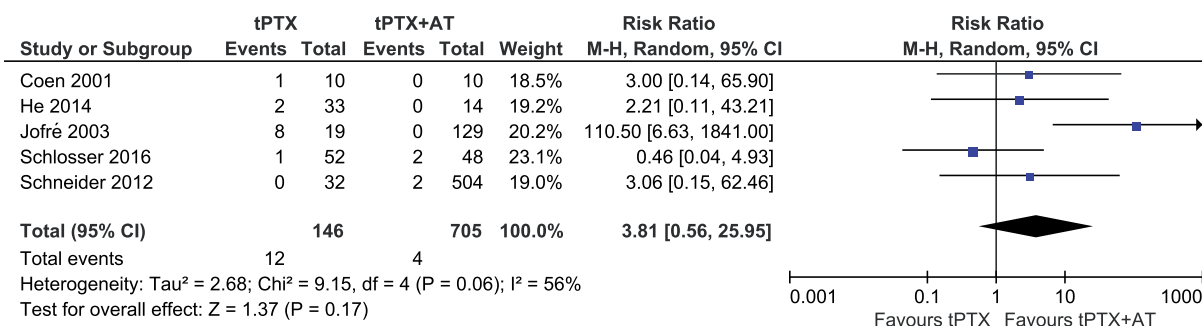 tPTX tPTX+AT Risk Ratio Risk Ratio
Study or Subgroup Events Total Events Total Weight M-H, Random, 95% CI M-H, Random, 95% CI
Coen 2001 1 10 0 10 18.5% 3.00 [0.14, 65.90]
He 2014 2 33 0 14 19.2% 2.21 [0.11, 43.21]
Jofré 2003 8 19 0 129 20.2% 110.50 [6.63, 1841.00]
Schlosser 2016 1 52 2 48 23.1% 0.46 [0.04, 4.93]
Schneider 2012 0 32 2 504 19.0% 3.06 [0.15, 62.46]
Total (95% CI) 146 705 100.0% 3.81 [0.56, 25.95]
Total events 12 4
Heterogeneity: Tau² = 2.68; Chi² = 9.15, df = 4 (P = 0.06); I² = 56%
Test for overall effect: Z = 1.37 (P = 0.17)
0.001 0.1 1 10 1000
Favours tPTX Favours tPTX+AT